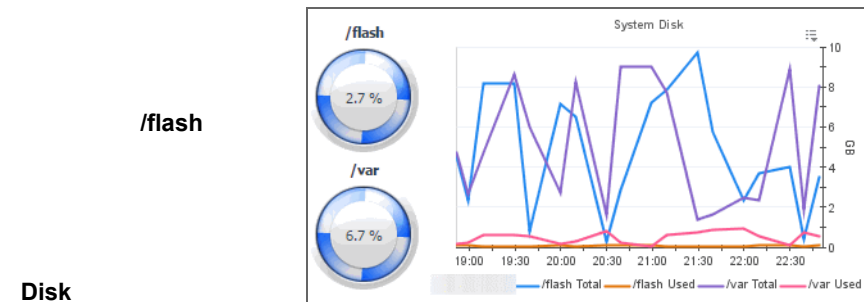 /flash
System Disk
2.7 %
/flash
/var
6.7 %
10
8
6
4
2
0
GB
19:00 19:30 20:00 20:30 21:00 21:30 22:00 22:30
/flash Total /flash Used /var Total /var Used
Disk